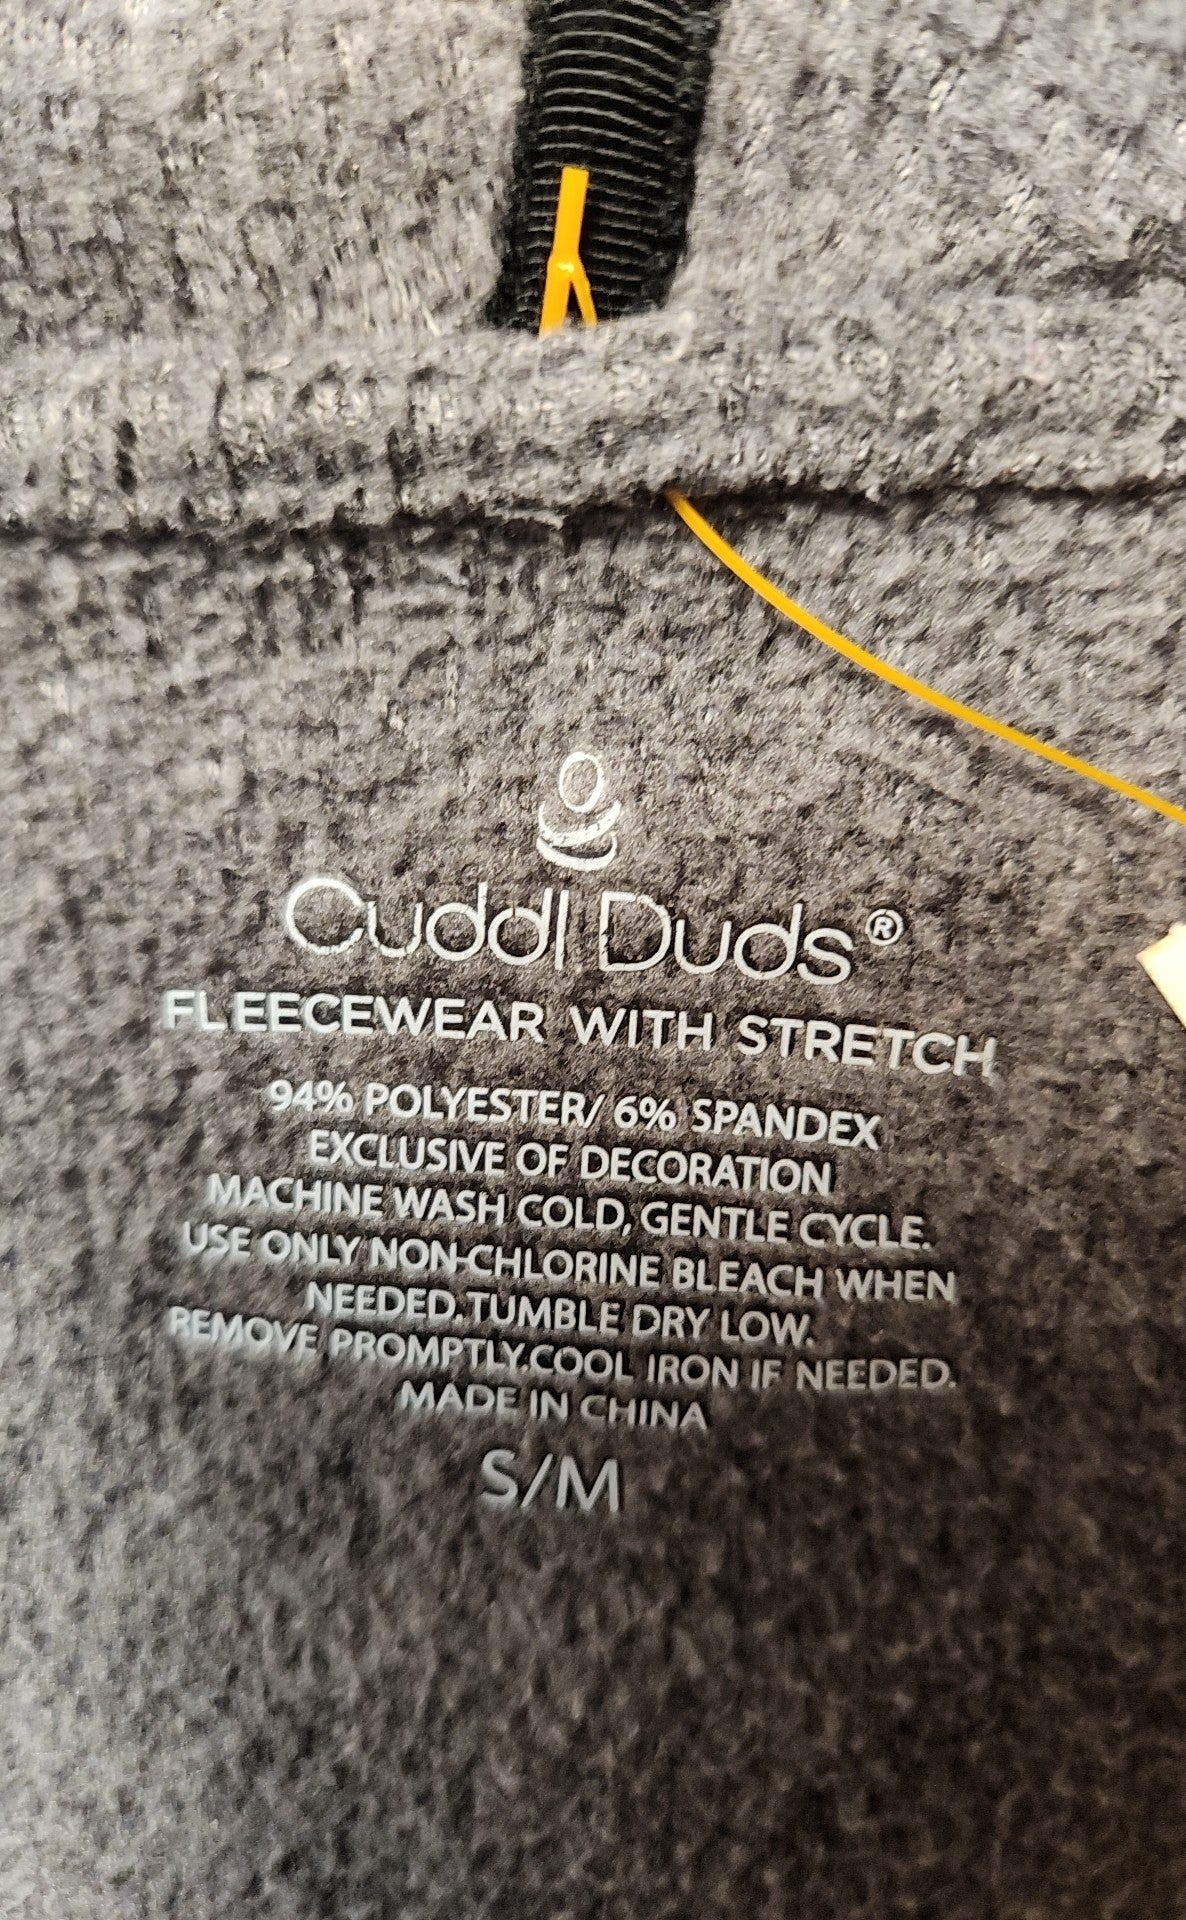 Cuddl Duds®
FLEECEWEAR WITH STRETCH
94% POLYESTER/ 6% SPANDEX
EXCLUSIVE OF DECORATION
MACHINE WASH COLD, GENTLE CYCLE.
USE ONLY NON-CHLORINE BLEACH WHEN
NEEDED. TUMBLE DRY LOW.
REMOVE PROMPTLY. COOL IRON IF NEEDED.
MADE IN CHINA
S/M